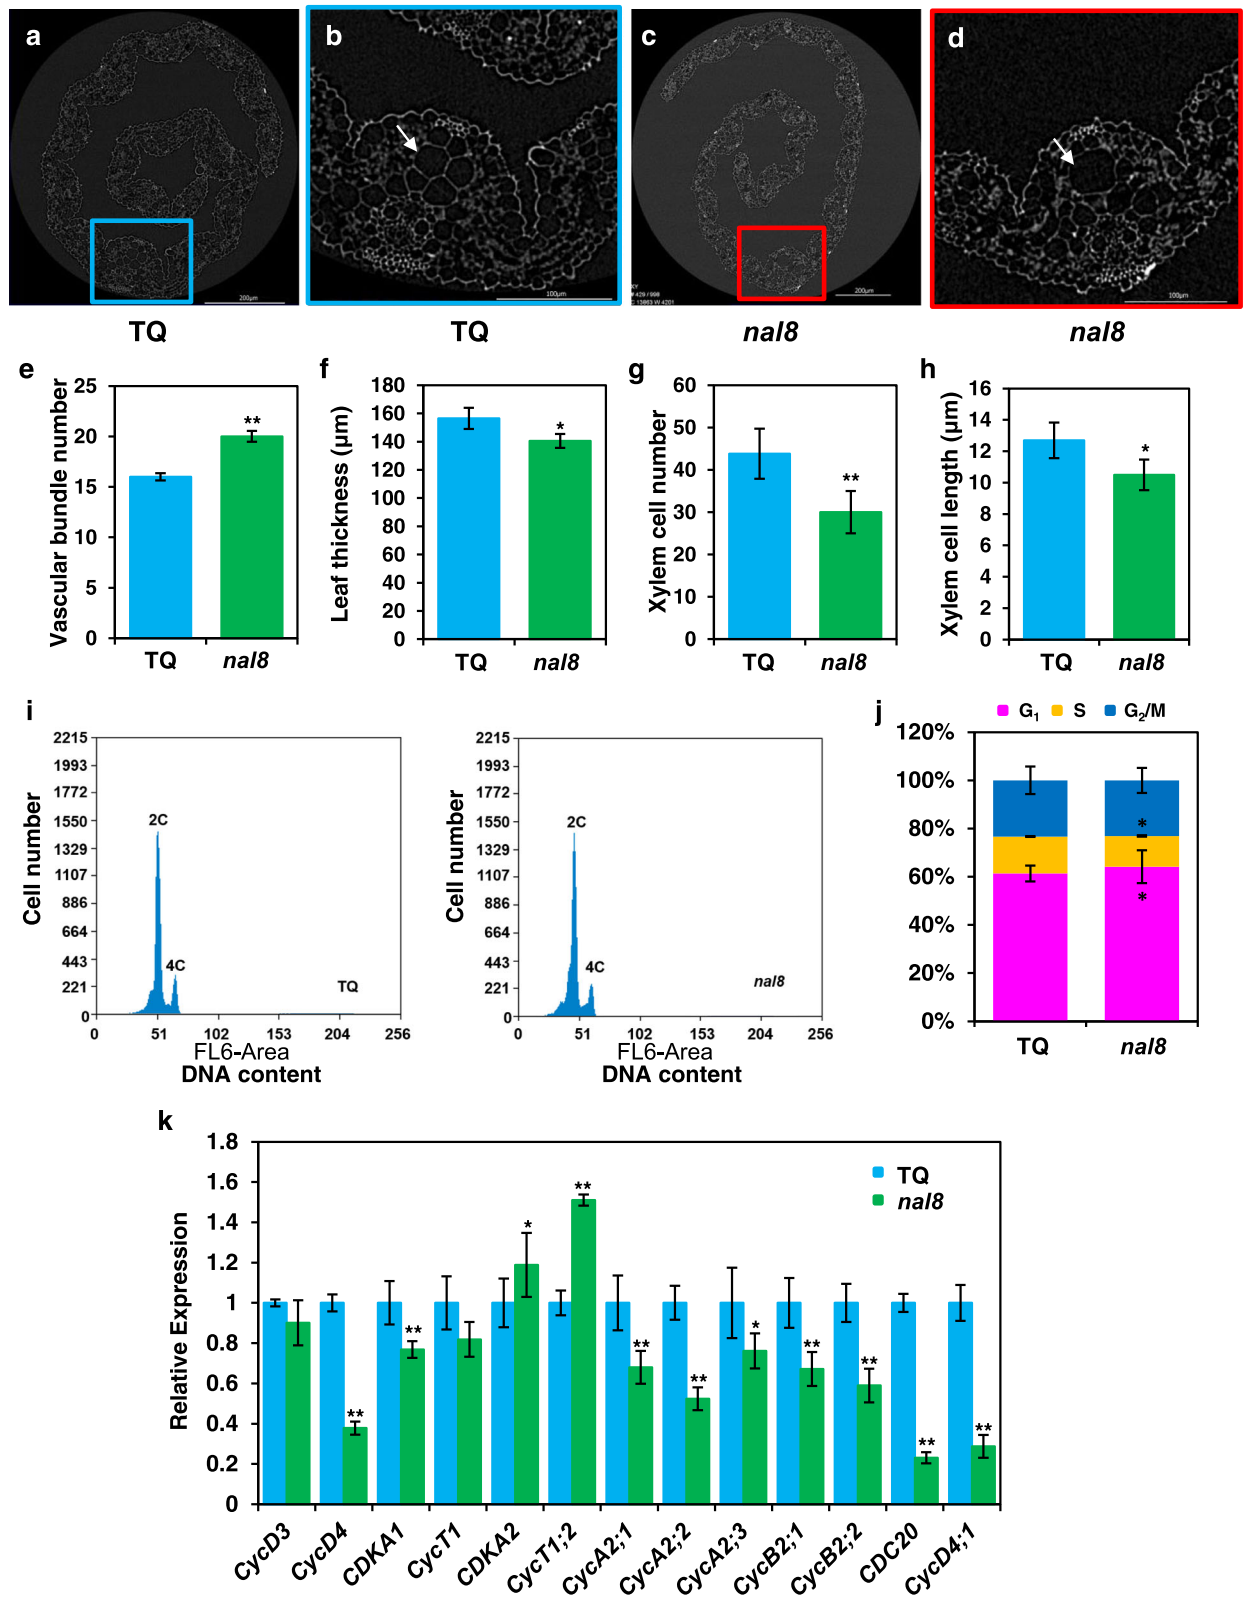 a
b
c
d
200µm
100µm
XY
# 429 / 998
C 13863 W 4201
200µm
100µm
TQ
TQ
nal8
nal8
e
f
g
h
Vascular bundle number
25
20
15
10
5
0
**
TQ
nal8
Leaf thickness (µm)
180
160
140
120
100
80
60
40
20
0
*
TQ
nal8
Xylem cell number
60
50
40
30
20
10
0
**
TQ
nal8
Xylem cell length (µm)
16
14
12
10
8
6
4
2
0
*
TQ
nal8
i
Cell number
2215
1993
1772
1550
1329
1107
886
664
443
221
0
2C
4C
TQ
0
51
102
153
204
256
FL6-Area
DNA content
Cell number
2215
1993
1772
1550
1329
1107
886
664
443
221
0
2C
4C
nal8
0
51
102
153
204
256
FL6-Area
DNA content
j
G1 S G2/M
120%
100%
80%
60%
40%
20%
0%
*
*
TQ
nal8
k
Relative Expression
1.8
1.6
1.4
1.2
1
0.8
0.6
0.4
0.2
0
TQ
nal8
**
**
*
**
**
**
*
**
**
**
**
CycD3
CycD4
CDKA1
CycT1
CDKA2
CycT1;2
CycA2;1
CycA2;2
CycA2;3
CycB2;1
CycB2;2
CDC20
CycD4;1